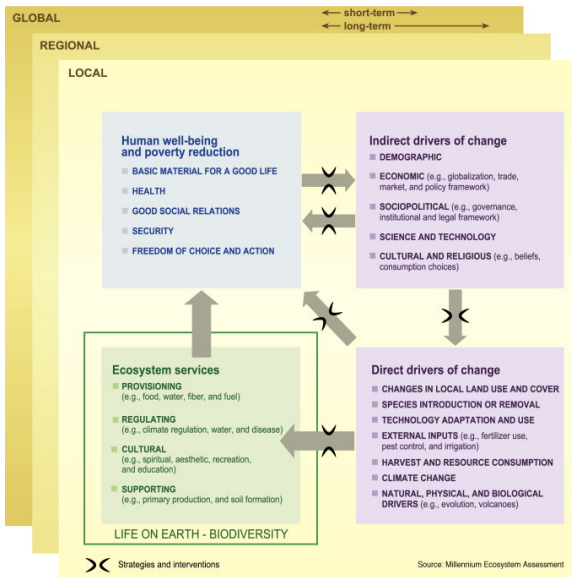 GLOBAL
short-term
long-term
REGIONAL
LOCAL
Human well-being
and poverty reduction
BASIC MATERIAL FOR A GOOD LIFE
HEALTH
GOOD SOCIAL RELATIONS
SECURITY
FREEDOM OF CHOICE AND ACTION
Indirect drivers of change
DEMOGRAPHIC
ECONOMIC (e.g., globalization, trade,
market, and policy framework)
SOCIOPOLITICAL (e.g., governance,
institutional and legal framework)
SCIENCE AND TECHNOLOGY
CULTURAL AND RELIGIOUS (e.g., beliefs,
consumption choices)
Ecosystem services
PROVISIONING
(e.g., food, water, fiber, and fuel)
REGULATING
(e.g., climate regulation, water, and disease)
CULTURAL
(e.g., spiritual, aesthetic, recreation,
and education)
SUPPORTING
(e.g., primary production, and soil formation)
LIFE ON EARTH - BIODIVERSITY
Direct drivers of change
CHANGES IN LOCAL LAND USE AND COVER
SPECIES INTRODUCTION OR REMOVAL
TECHNOLOGY ADAPTATION AND USE
EXTERNAL INPUTS (e.g., fertilizer use,
pest control, and irrigation)
HARVEST AND RESOURCE CONSUMPTION
CLIMATE CHANGE
NATURAL, PHYSICAL, AND BIOLOGICAL
DRIVERS (e.g., evolution, volcanoes)
Strategies and interventions
Source: Millennium Ecosystem Assessment